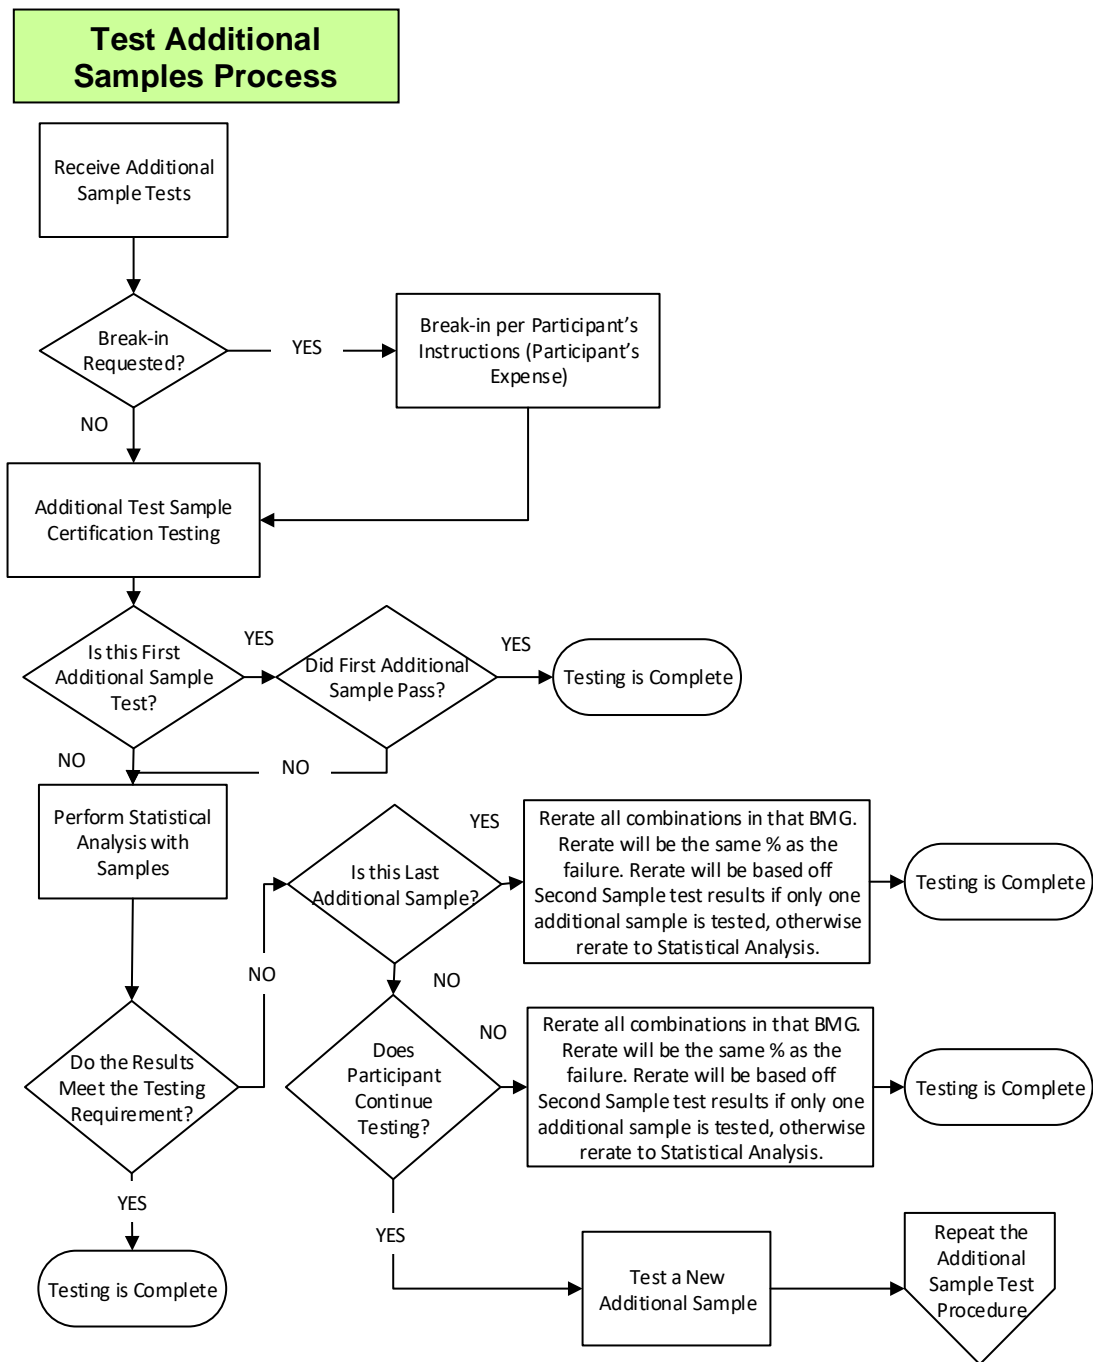 Test Additional
Samples Process
Receive Additional
Sample Tests
Break-in
Requested?
YES
Break-in per Participant’s
Instructions (Participant’s
Expense)
NO
Additional Test Sample
Certification Testing
Is this First
Additional Sample
Test?
YES
Did First Additional
Sample Pass?
YES
Testing is Complete
NO
NO
Perform Statistical
Analysis with
Samples
Is this Last
Additional Sample?
YES
Rerate all combinations in that BMG.
Rerate will be the same % as the
failure. Rerate will be based off
Second Sample test results if only one
additional sample is tested, otherwise
rerate to Statistical Analysis.
Testing is Complete
NO
NO
Do the Results
Meet the Testing
Requirement?
Does
Participant
Continue
Testing?
NO
Rerate all combinations in that BMG.
Rerate will be the same % as the
failure. Rerate will be based off
Second Sample test results if only one
additional sample is tested, otherwise
rerate to Statistical Analysis.
Testing is Complete
YES
Testing is Complete
YES
Test a New
Additional Sample
Repeat the
Additional
Sample Test
Procedure